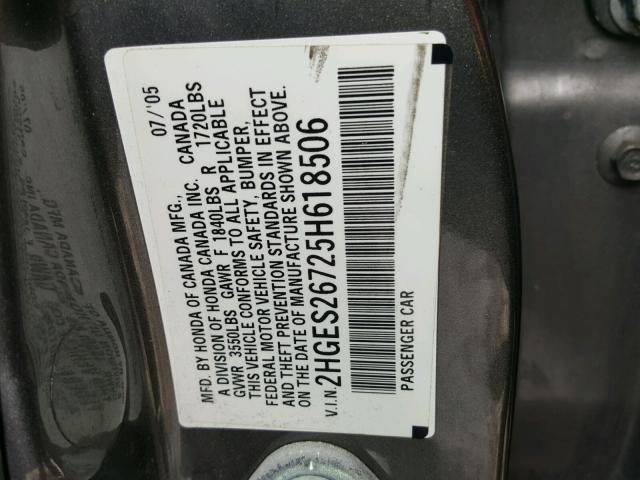 MFD. BY HONDA OF CANADA MFG., 07/'05
A DIVISION OF HONDA CANADA INC. CANADA
GVWR 3550LBS GAWR F 1840LBS R 1720LBS
THIS VEHICLE CONFORMS TO ALL APPLICABLE
FEDERAL MOTOR VEHICLE SAFETY, BUMPER,
AND THEFT PREVENTION STANDARDS IN EFFECT
ON THE DATE OF MANUFACTURE SHOWN ABOVE.
V.I.N. 2HGES26725H618506
PASSENGER CAR